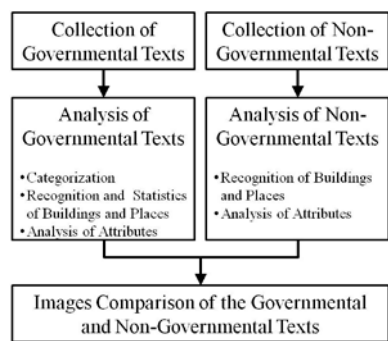 Collection of
Governmental Texts
Collection of Non-
Governmental Texts
Analysis of
Governmental Texts
•Categorization
•Recognition and Statistics
of Buildings and Places
•Analysis of Attributes
Analysis of Non-
Governmental Texts
•Recognition of Buildings
and Places
•Analysis of Attributes
Images Comparison of the Governmental
and Non-Governmental Texts